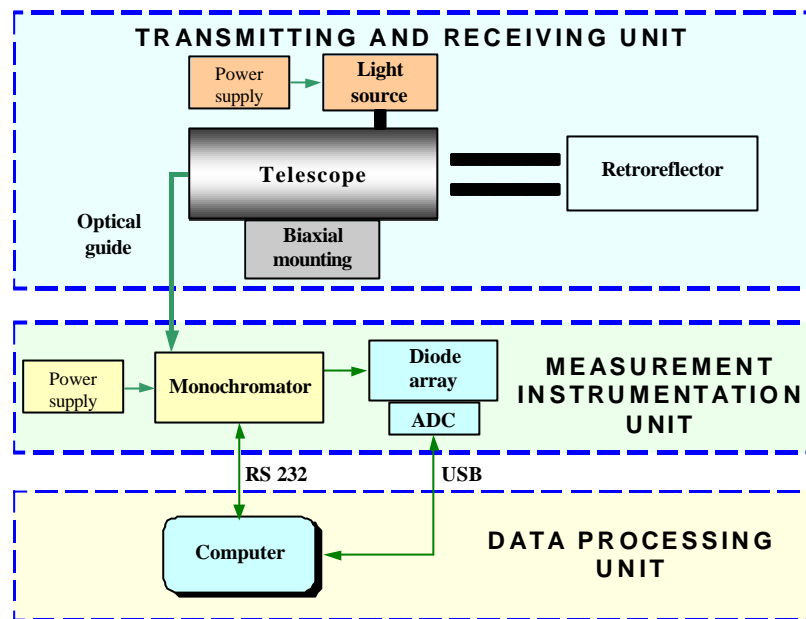 TRANSMITTING AND RECEIVING UNIT
Power
supply
Light
source
Telescope
Retroreflector
Optical
guide
Biaxial
mounting
Power
supply
Monochromator
Diode
array
ADC
MEASUREMENT
INSTRUMENTATION
UNIT
RS 232
USB
Computer
DATA PROCESSING
UNIT